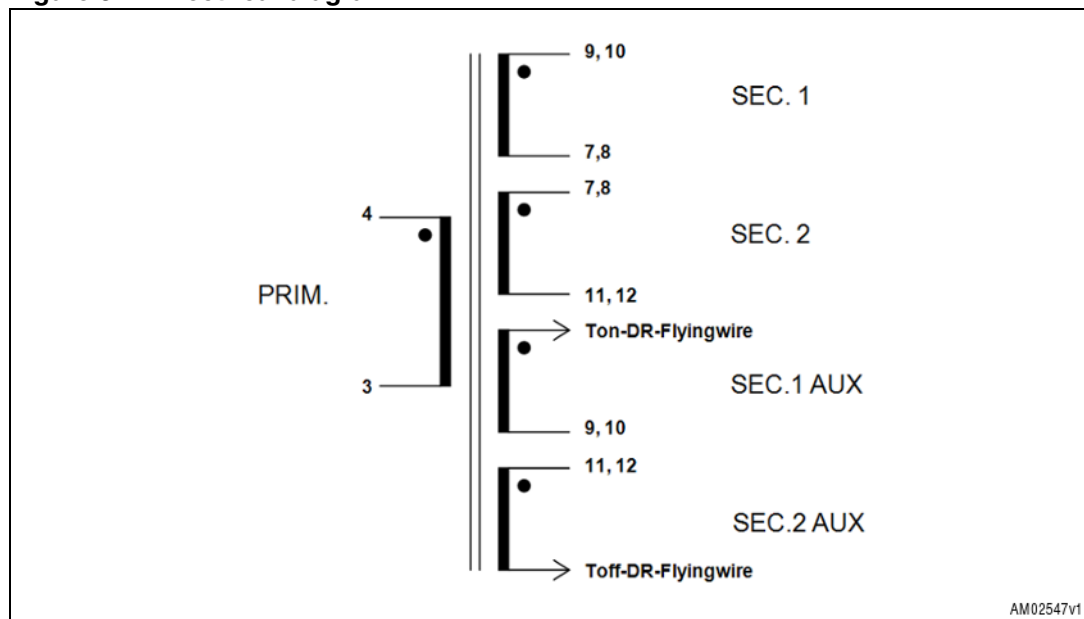 9, 10
SEC. 1
7,8
7,8
4
SEC. 2
PRIM.
11, 12
Ton-DR-Flyingwire
3
SEC.1 AUX
9, 10
11, 12
SEC.2 AUX
Toff-DR-Flyingwire
AM02547v1